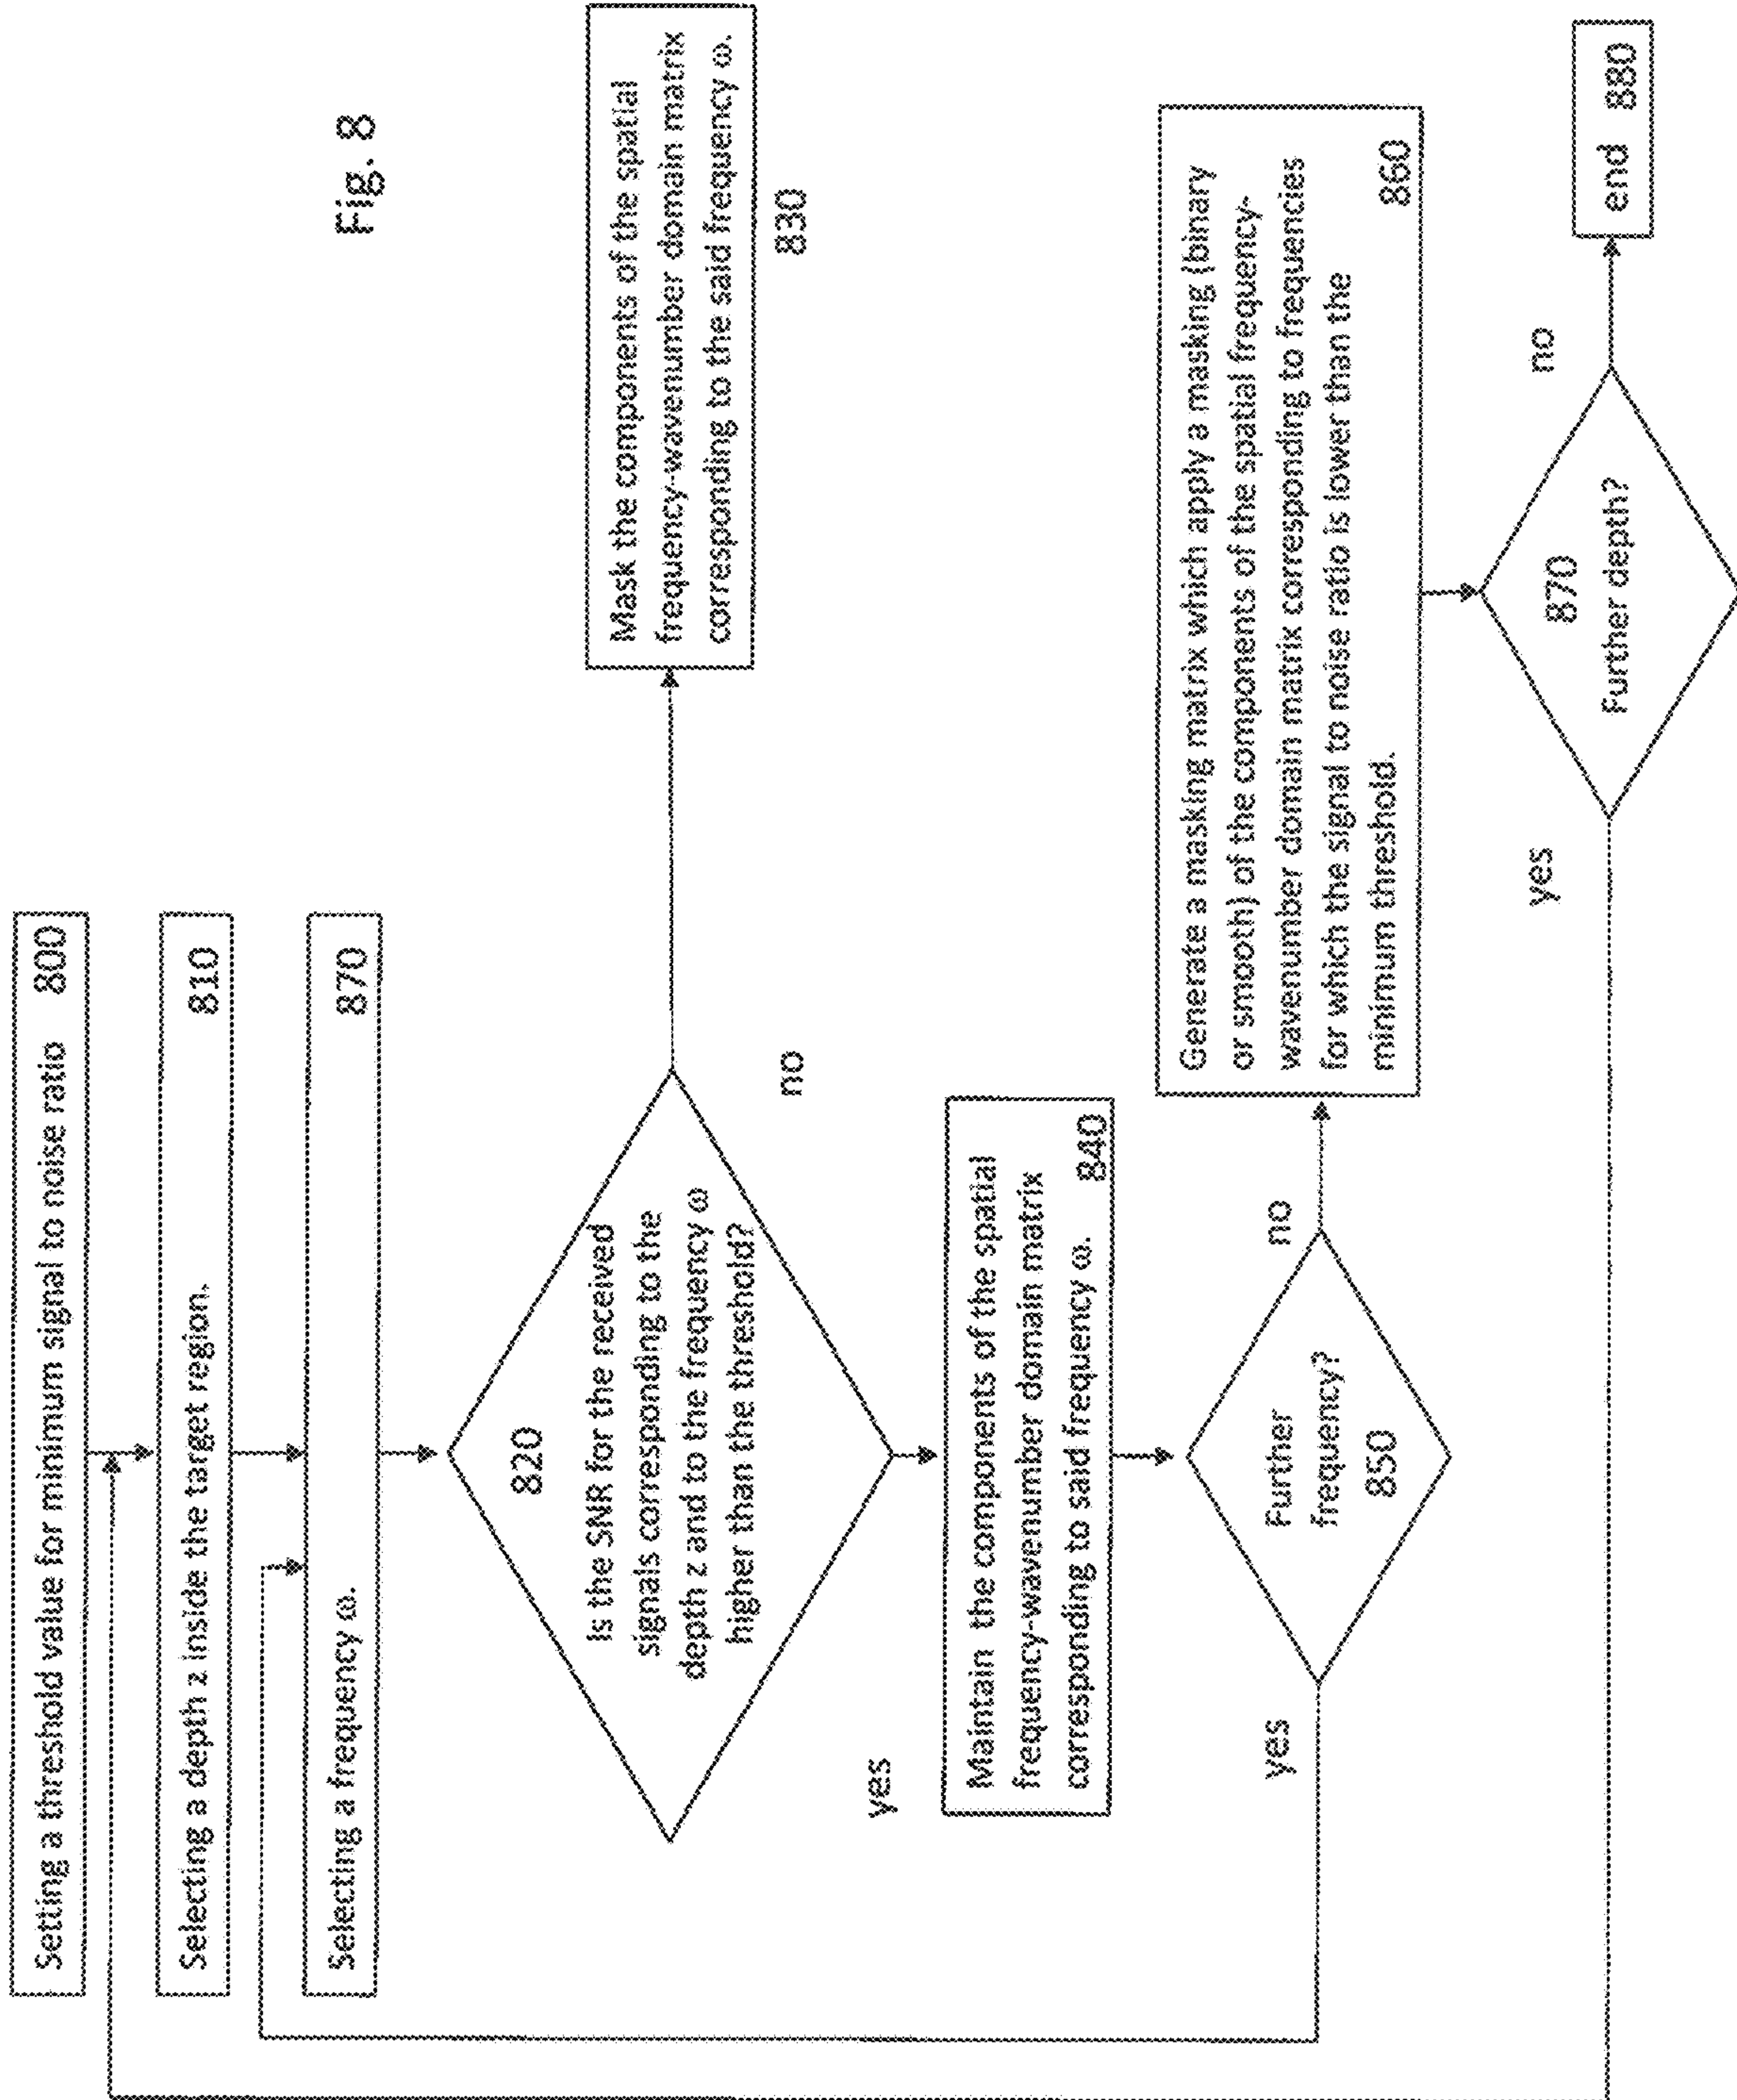 Fig. 8
Setting a threshold value for minimum signal to noise ratio 800
Selecting a depth z inside the target region. 810
Selecting a frequency ω. 870
820
Is the SNR for the received
signals corresponding to the
depth z and to the frequency ω
higher than the threshold?
no
Mask the components of the spatial
frequency-wavenumber domain matrix
corresponding to the said frequency ω.
830
yes
Maintain the components of the spatial
frequency-wavenumber domain matrix
corresponding to said frequency ω. 840
Further
frequency?
850
yes
no
Generate a masking matrix which apply a masking (binary
or smooth) of the components of the spatial frequency-
wavenumber domain matrix corresponding to frequencies
for which the signal to noise ratio is lower than the
minimum threshold.
860
870
Further depth?
yes
no
end 880